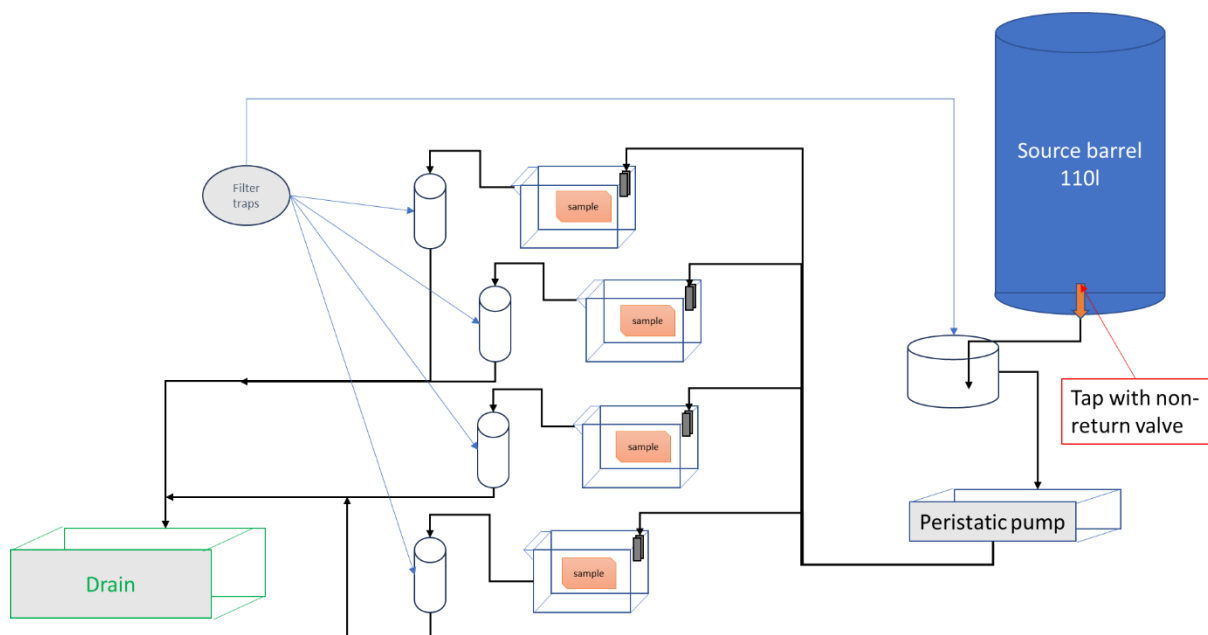 Source barrel
110l
Filter
traps
sample
sample
Tap with non-
return valve
sample
Peristatic pump
sample
Drain